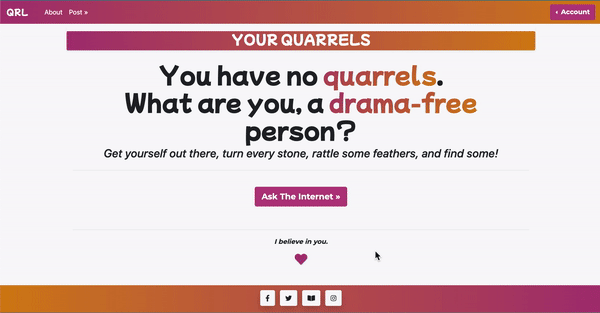 QRL About Post » ‹ Account
YOUR QUARRELS
You have no quarrels.
What are you, a drama-free
person?
Get yourself out there, turn every stone, rattle some feathers, and find some!
Ask The Internet »
I believe in you.